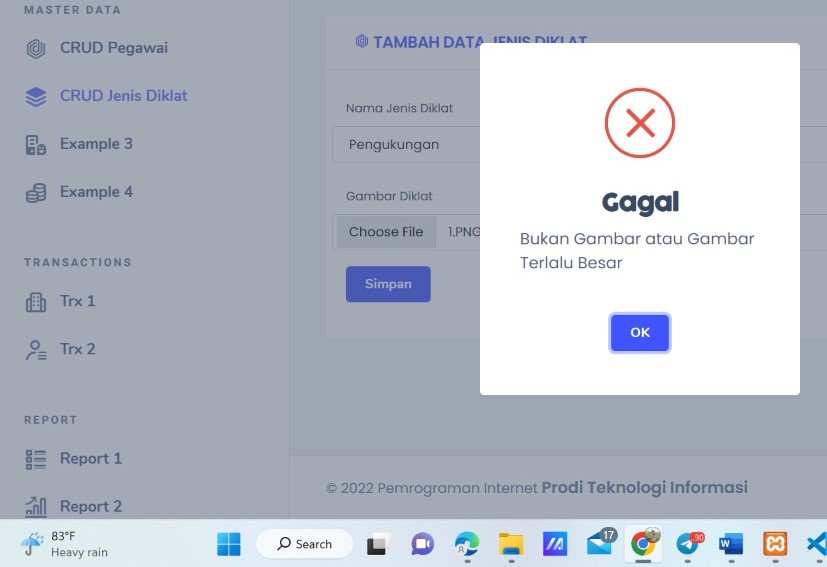 MASTER DATA
CRUD Pegawai
CRUD Jenis Diklat
Example 3
Example 4
TRANSACTIONS
Trx 1
Trx 2
REPORT
Report 1
Report 2
TAMBAH DATA JENIS DIKLAT
Nama Jenis Diklat
Pengukungan
Gambar Diklat
Choose File 1.PNG
Simpan
Gagal
Bukan Gambar atau Gambar
Terlalu Besar
OK
© 2022 Pemrograman Internet Prodi Teknologi Informasi
83°F
Heavy rain
Search
17
90